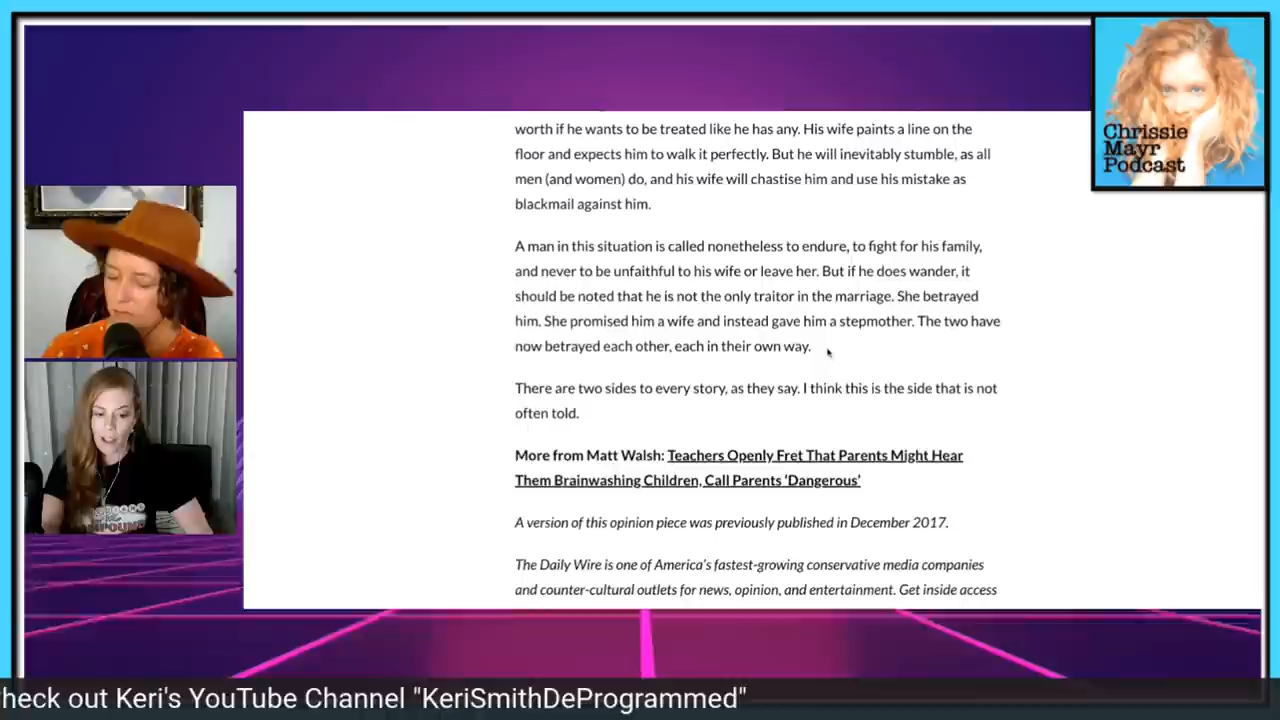 Chrissie
Mayr
Podcast
worth if he wants to be treated like he has any. His wife paints a line on the
floor and expects him to walk it perfectly. But he will inevitably stumble, as all
men (and women) do, and his wife will chastise him and use his mistake as
blackmail against him.
A man in this situation is called nonetheless to endure, to fight for his family,
and never to be unfaithful to his wife or leave her. But if he does wander, it
should be noted that he is not the only traitor in the marriage. She betrayed
him. She promised him a wife and instead gave him a stepmother. The two have
now betrayed each other, each in their own way.
There are two sides to every story, as they say. I think this is the side that is not
often told.
More from Matt Walsh: Teachers Openly Fret That Parents Might Hear
Them Brainwashing Children, Call Parents ‘Dangerous’
A version of this opinion piece was previously published in December 2017.
The Daily Wire is one of America’s fastest-growing conservative media companies
and counter-cultural outlets for news, opinion, and entertainment. Get inside access
heck out Keri's YouTube Channel "KeriSmithDeProgrammed"